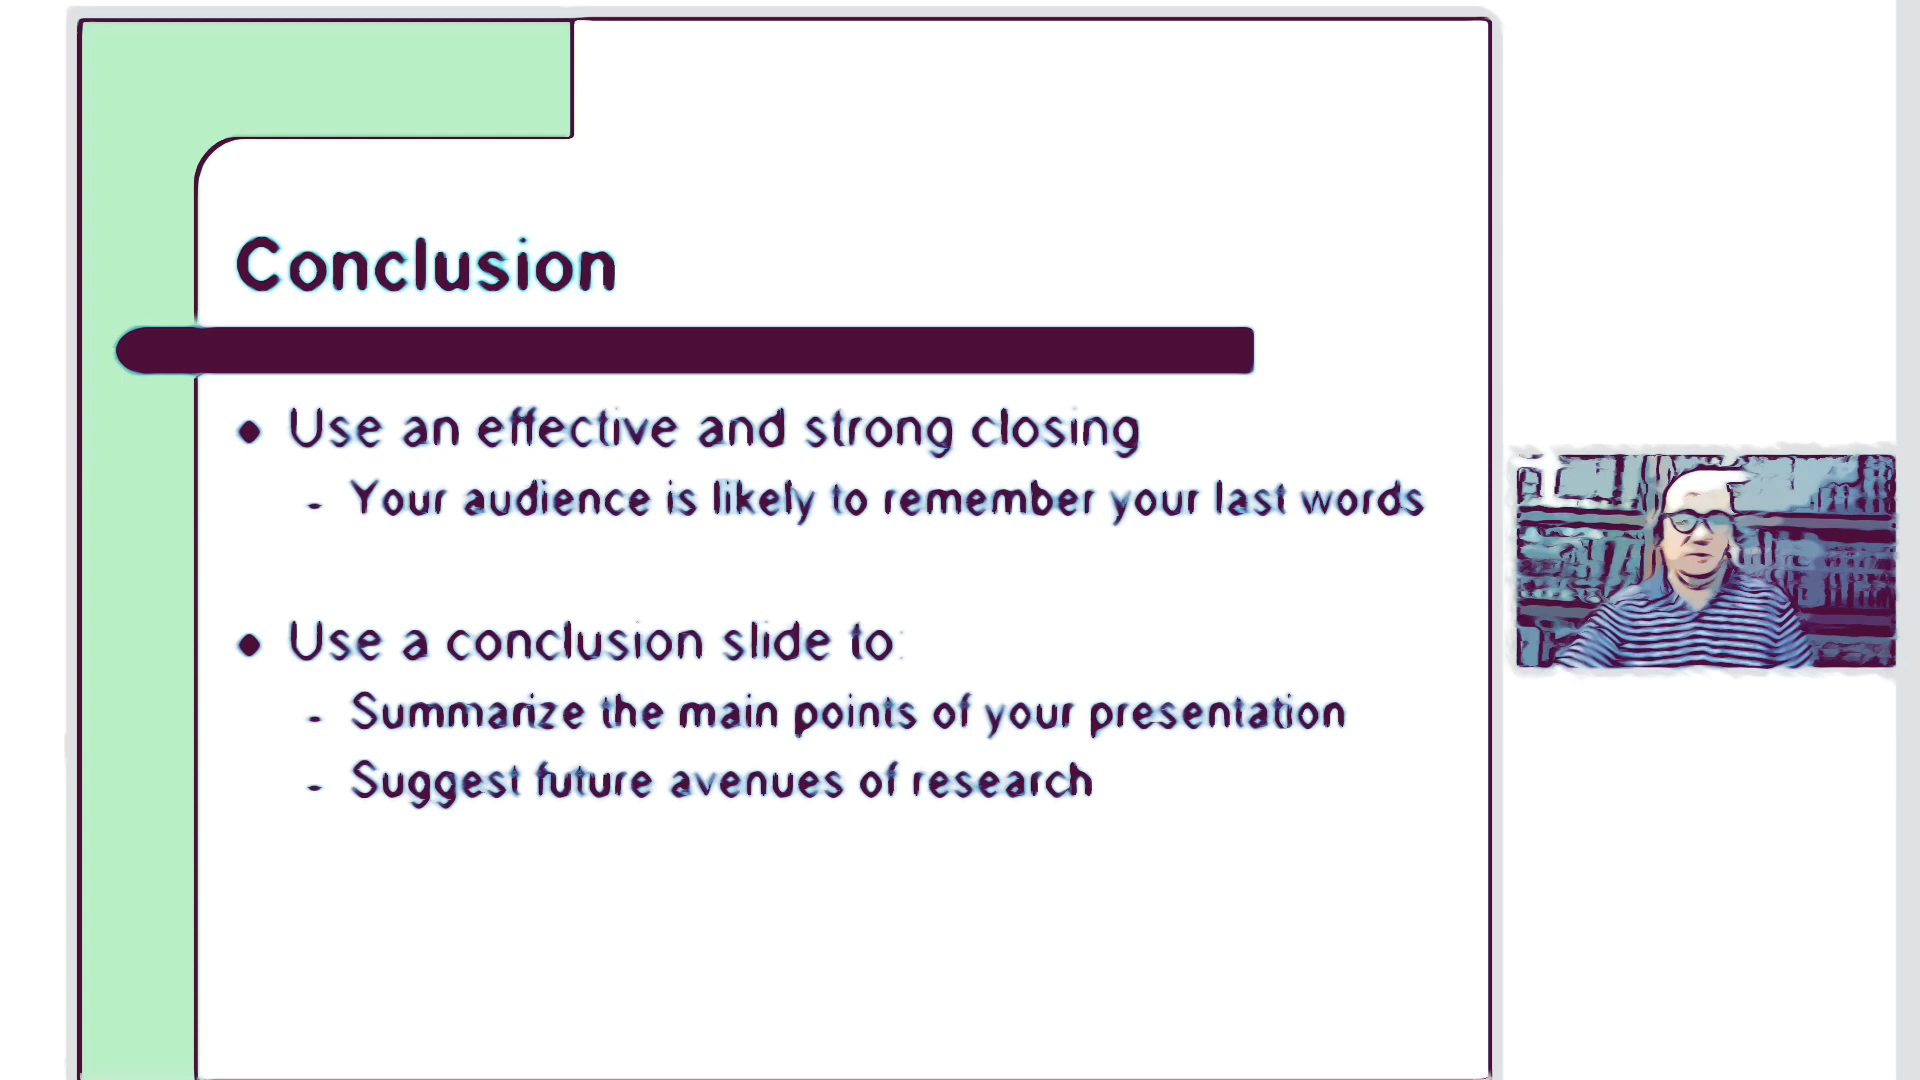 Conclusion
• Use an effective and strong closing
- Your audience is likely to remember your last words
• Use a conclusion slide to:
- Summarize the main points of your presentation
- Suggest future avenues of research